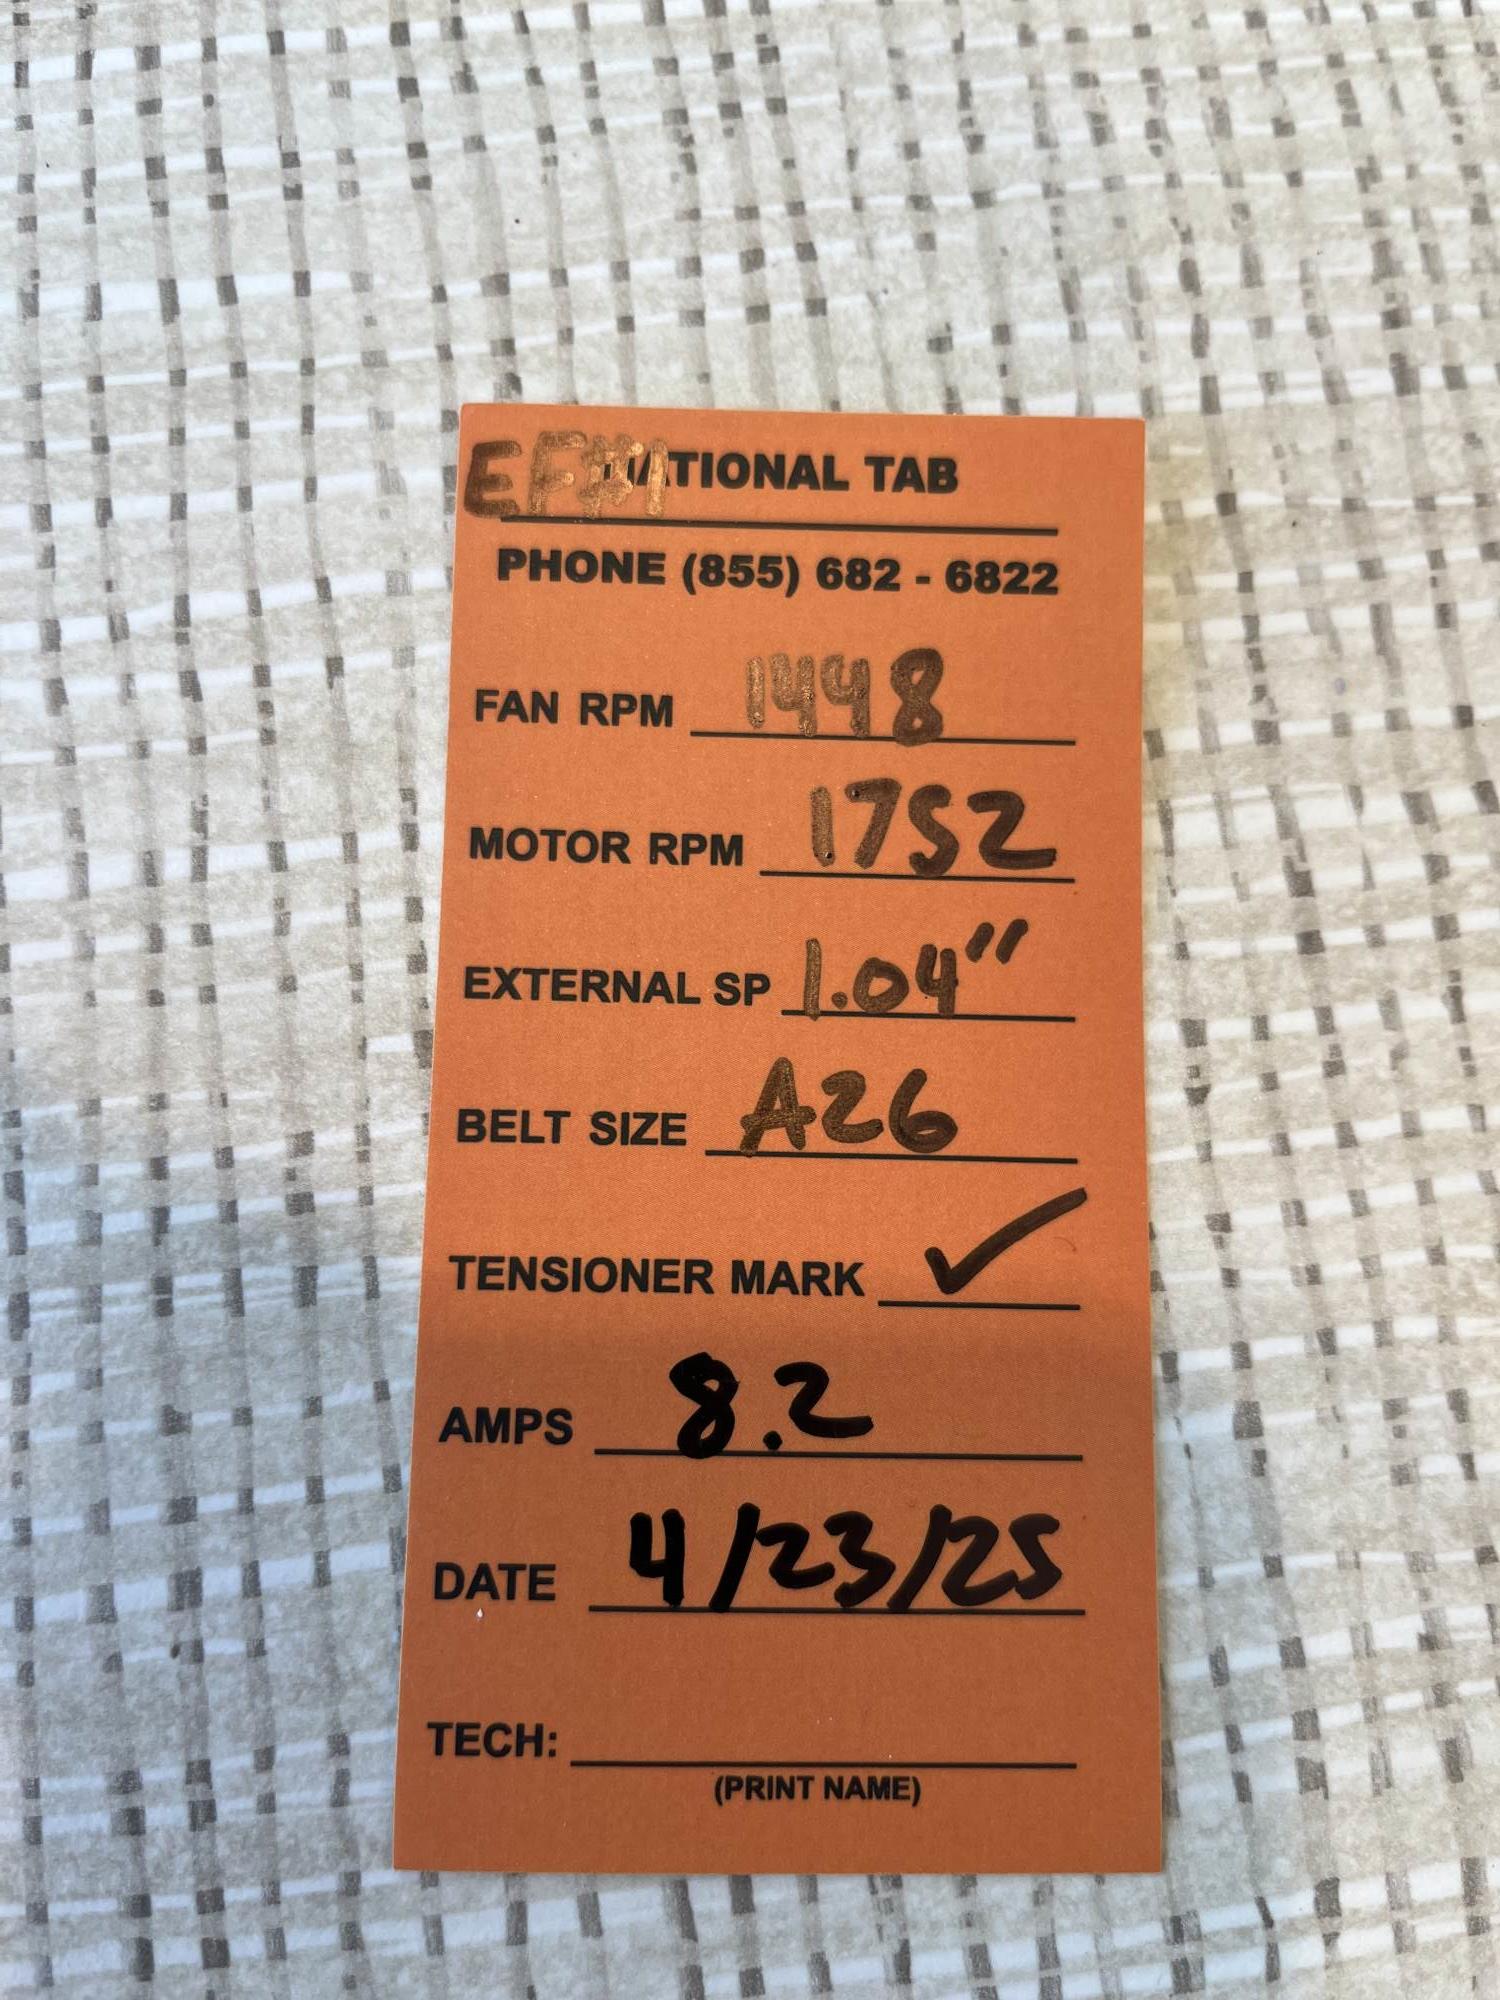 EF#1 NATIONAL TAB
PHONE (855) 682 - 6822
FAN RPM 1448
MOTOR RPM 1752
EXTERNAL SP 1.04"
BELT SIZE A26
TENSIONER MARK ✓
AMPS 8.2
DATE 4/23/25
TECH:
(PRINT NAME)